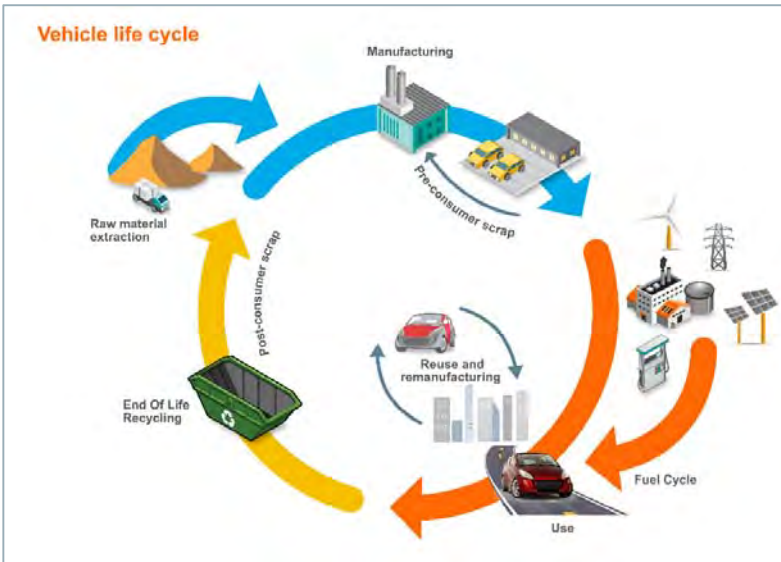 Vehicle life cycle
Manufacturing
Pre-consumer scrap
Raw material
extraction
Post-consumer scrap
Reuse and
remanufacturing
End Of Life
Recycling
Fuel Cycle
Use